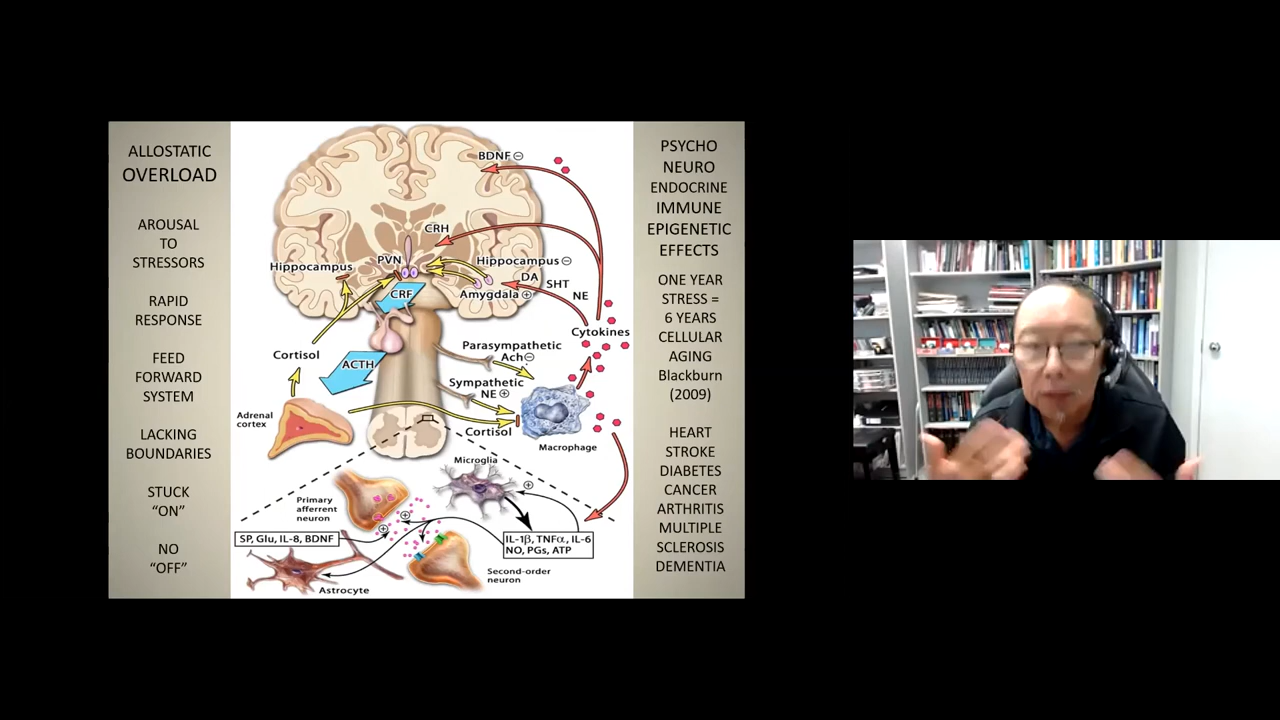 ALLOSTATIC
OVERLOAD
AROUSAL
TO
STRESSORS
RAPID
RESPONSE
FEED
FORWARD
SYSTEM
LACKING
BOUNDARIES
STUCK
“ON”
NO
“OFF”
BDNF ⊖
CRH
PVN
Hippocampus
Hippocampus ⊖
DA
SHT
NE
CRF
Amygdala ⊕
Cytokines
Cortisol
Parasympathetic
Ach ⊖
ACTH
Sympathetic
NE ⊕
Adrenal
cortex
Cortisol
Macrophage
Microglia
⊕
Primary
afferrent
neuron
⊕
⊕
SP, Glu, IL-8, BDNF
IL-1β, TNFα, IL-6
NO, PGs, ATP
Second-order
neuron
Astrocyte
PSYCHO
NEURO
ENDOCRINE
IMMUNE
EPIGENETIC
EFFECTS
ONE YEAR
STRESS =
6 YEARS
CELLULAR
AGING
Blackburn
(2009)
HEART
STROKE
DIABETES
CANCER
ARTHRITIS
MULTIPLE
SCLEROSIS
DEMENTIA